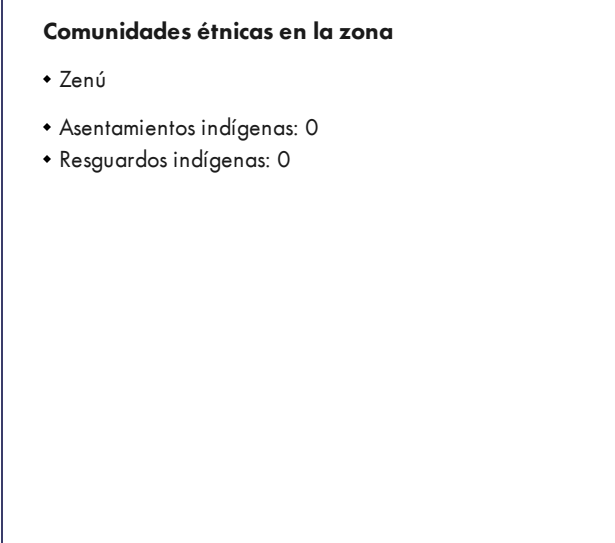 Comunidades étnicas en la zona
• Zenú
• Asentamientos indígenas: 0
• Resguardos indígenas: 0